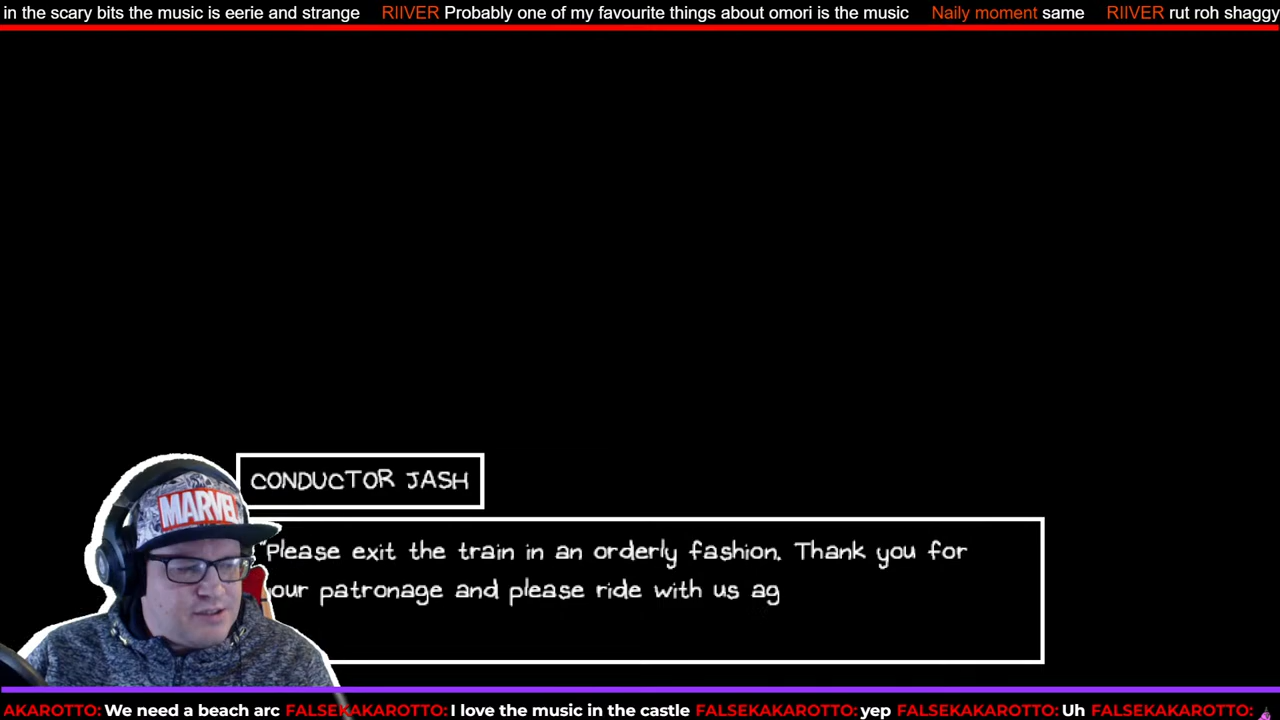 in the scary bits the music is eerie and strange RIIVER Probably one of my favourite things about omori is the music Naily moment same RIIVER rut roh shaggy
MARVEL
CONDUCTOR JASH
"Please exit the train in an orderly fashion. Thank you for
our patronage and please ride with us ag
AKAROTTO: We need a beach arc FALSEKAKAROTTO: I love the music in the castle FALSEKAKAROTTO: yep FALSEKAKAROTTO: Uh FALSEKAKAROTTO: